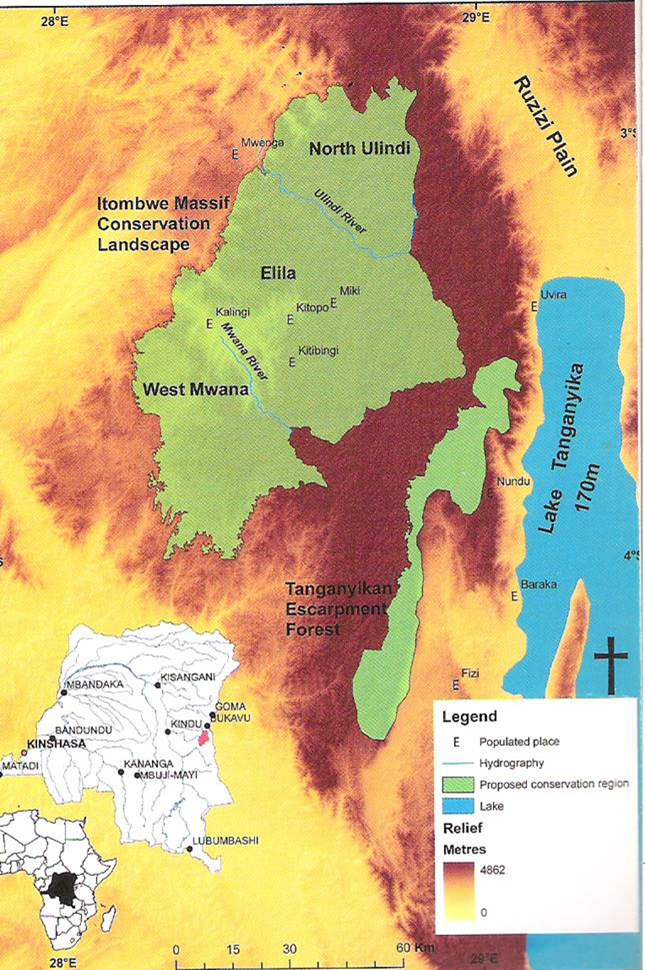 28°E
29°E
Ruzizi Plain
3°S
Mwenga
E
North Ulindi
Ulindi River
Itombwe Massif
Conservation
Landscape
Elila
Miki
E
Kitopo
E
Kalingi
E
Mwana River
Kitibingi
E
West Mwana
Uvira
E
Lake Tanganyika
170m
Nundu
E
4°S
Baraka
E
Tanganyikan
Escarpment
Forest
Fizi
E
MBANDAKA
KISANGANI
GOMA
BUKAVU
KINDU
BANDUNDU
KINSHASA
MATADI
KANANGA
MBUJI-MAYI
LUBUMBASHI
Legend
E Populated place
Hydrography
Proposed conservation region
Lake
Relief
Metres
4862
0
0 15 30 60 Km
28°E
29°E